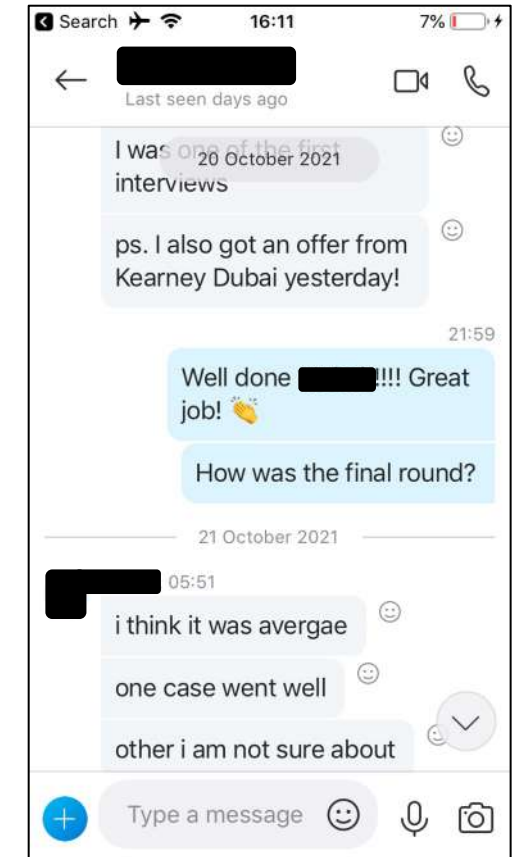 Search 16:11 7%
Last seen days ago
I was one of the first
20 October 2021
interviews
ps. I also got an offer from
Kearney Dubai yesterday!
21:59
Well done !!!! Great
job! 👏
How was the final round?
21 October 2021
05:51
i think it was avergae
one case went well
other i am not sure about
Type a message